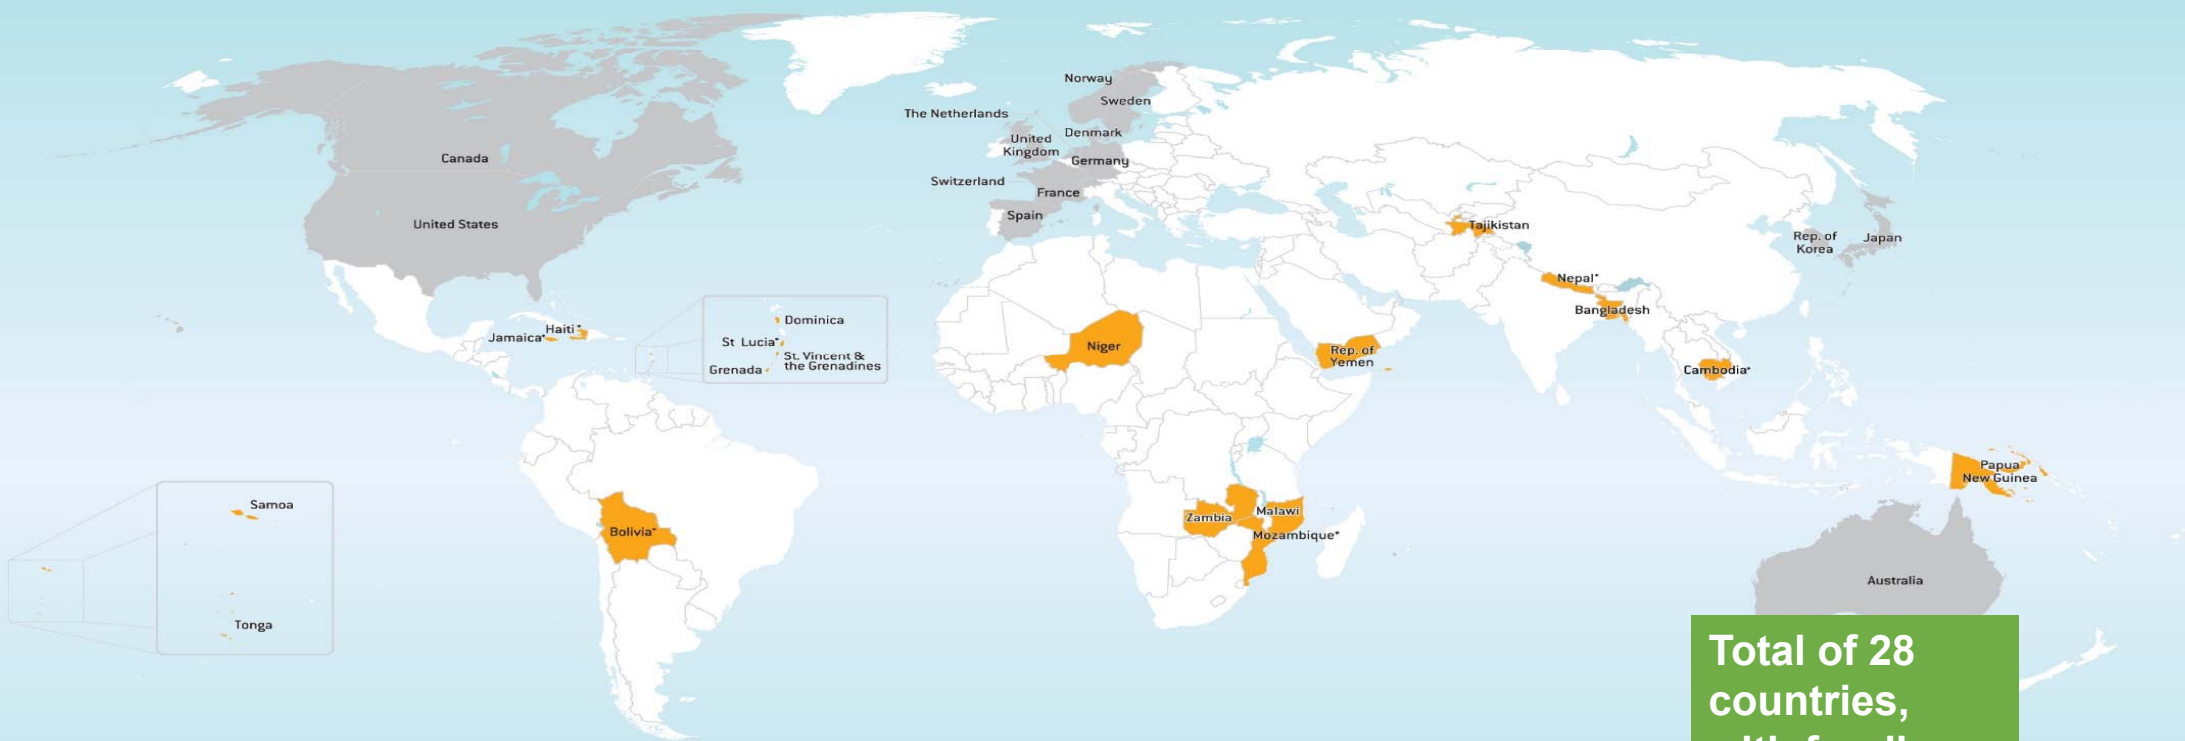 Norway
Sweden
The Netherlands
Denmark
United
Kingdom
Germany
Canada
Switzerland
France
Spain
United States
Tajikistan
Rep. of
Korea
Japan
Nepal*
Bangladesh
Dominica
Haiti*
Jamaica*
St Lucia*
St. Vincent &
the Grenadines
Grenada
Niger
Rep. of
Yemen
Cambodia*
Papua
New Guinea
Samoa
Malawi
Zambia
Bolivia*
Mozambique*
Australia
Tonga
Total of 28
countries,